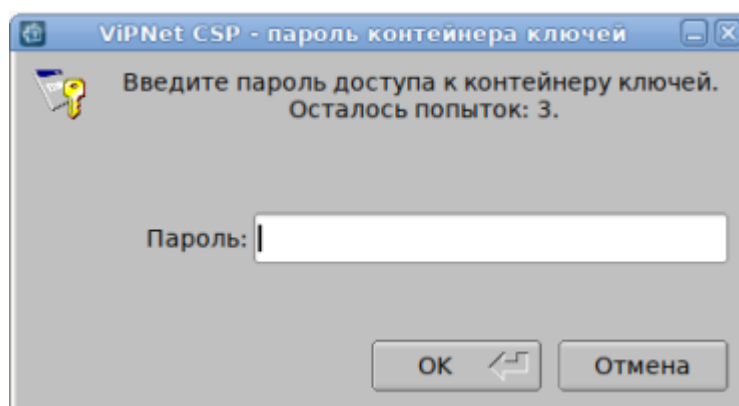 ViPNet CSP - пароль контейнера ключей
Введите пароль доступа к контейнеру ключей.
Осталось попыток: 3.
Пароль:
OK
Отмена